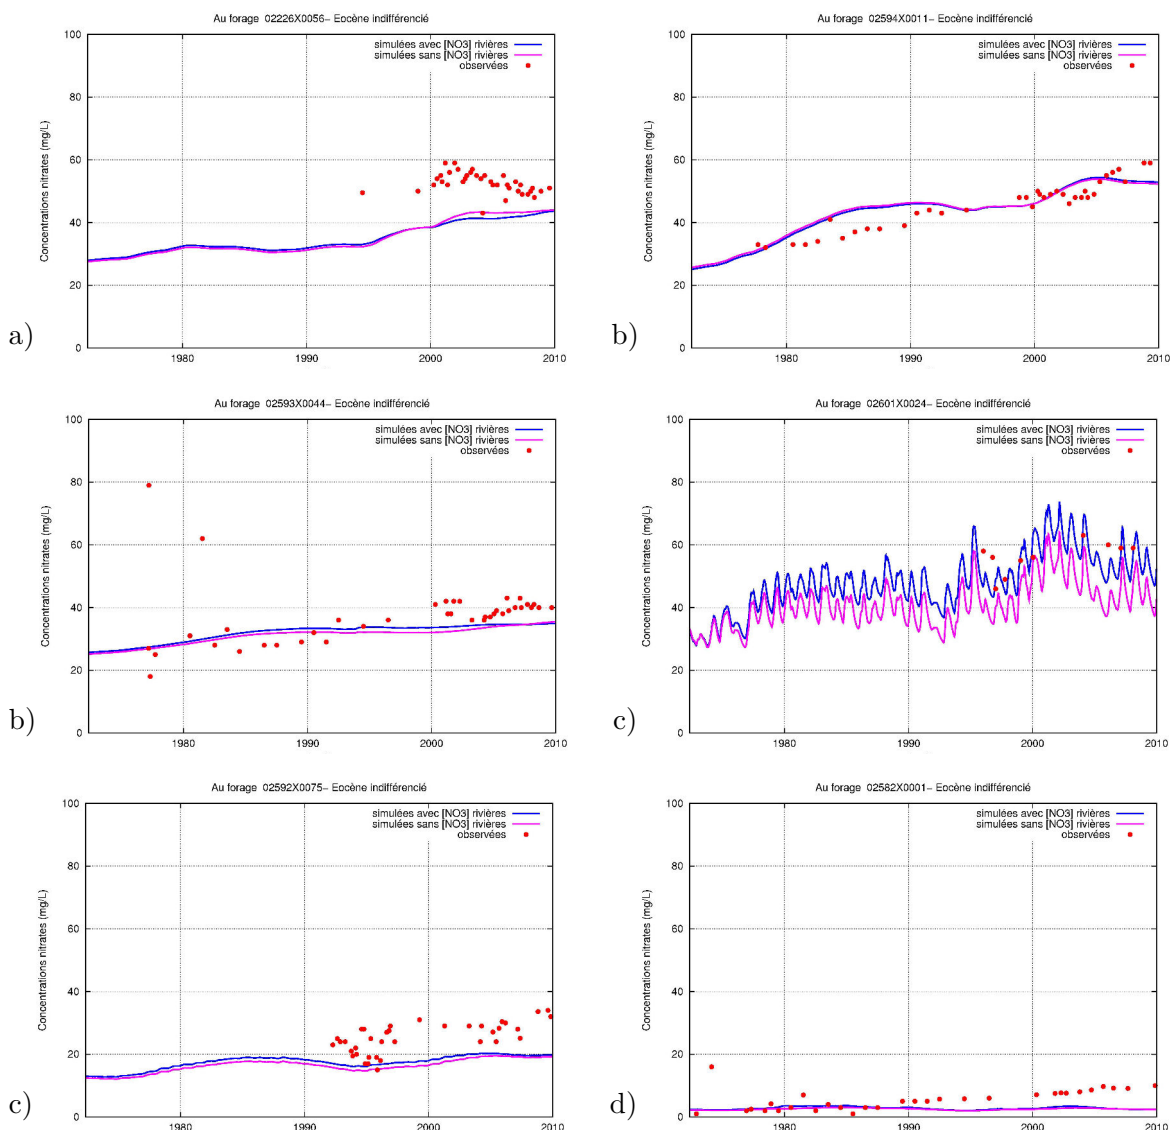 Au forage 02226X0056– Eocène indifférencié
100
80
60
40
20
0
Concentrations nitrates (mg/L)
simulées avec [NO3] rivières
simulées sans [NO3] rivières
observées
1980
1990
2000
2010
a)
Au forage 02594X0011– Eocène indifférencié
100
80
60
40
20
0
Concentrations nitrates (mg/L)
simulées avec [NO3] rivières
simulées sans [NO3] rivières
observées
1980
1990
2000
2010
b)
Au forage 02593X0044– Eocène indifférencié
100
80
60
40
20
0
Concentrations nitrates (mg/L)
simulées avec [NO3] rivières
simulées sans [NO3] rivières
observées
1980
1990
2000
2010
b)
Au forage 02601X0024– Eocène indifférencié
100
80
60
40
20
0
Concentrations nitrates (mg/L)
simulées avec [NO3] rivières
simulées sans [NO3] rivières
observées
1980
1990
2000
2010
c)
Au forage 02592X0075– Eocène indifférencié
100
80
60
40
20
0
Concentrations nitrates (mg/L)
simulées avec [NO3] rivières
simulées sans [NO3] rivières
observées
1980
1990
2000
2010
c)
Au forage 02582X0001– Eocène indifférencié
100
80
60
40
20
0
Concentrations nitrates (mg/L)
simulées avec [NO3] rivières
simulées sans [NO3] rivières
observées
1980
1990
2000
2010
d)